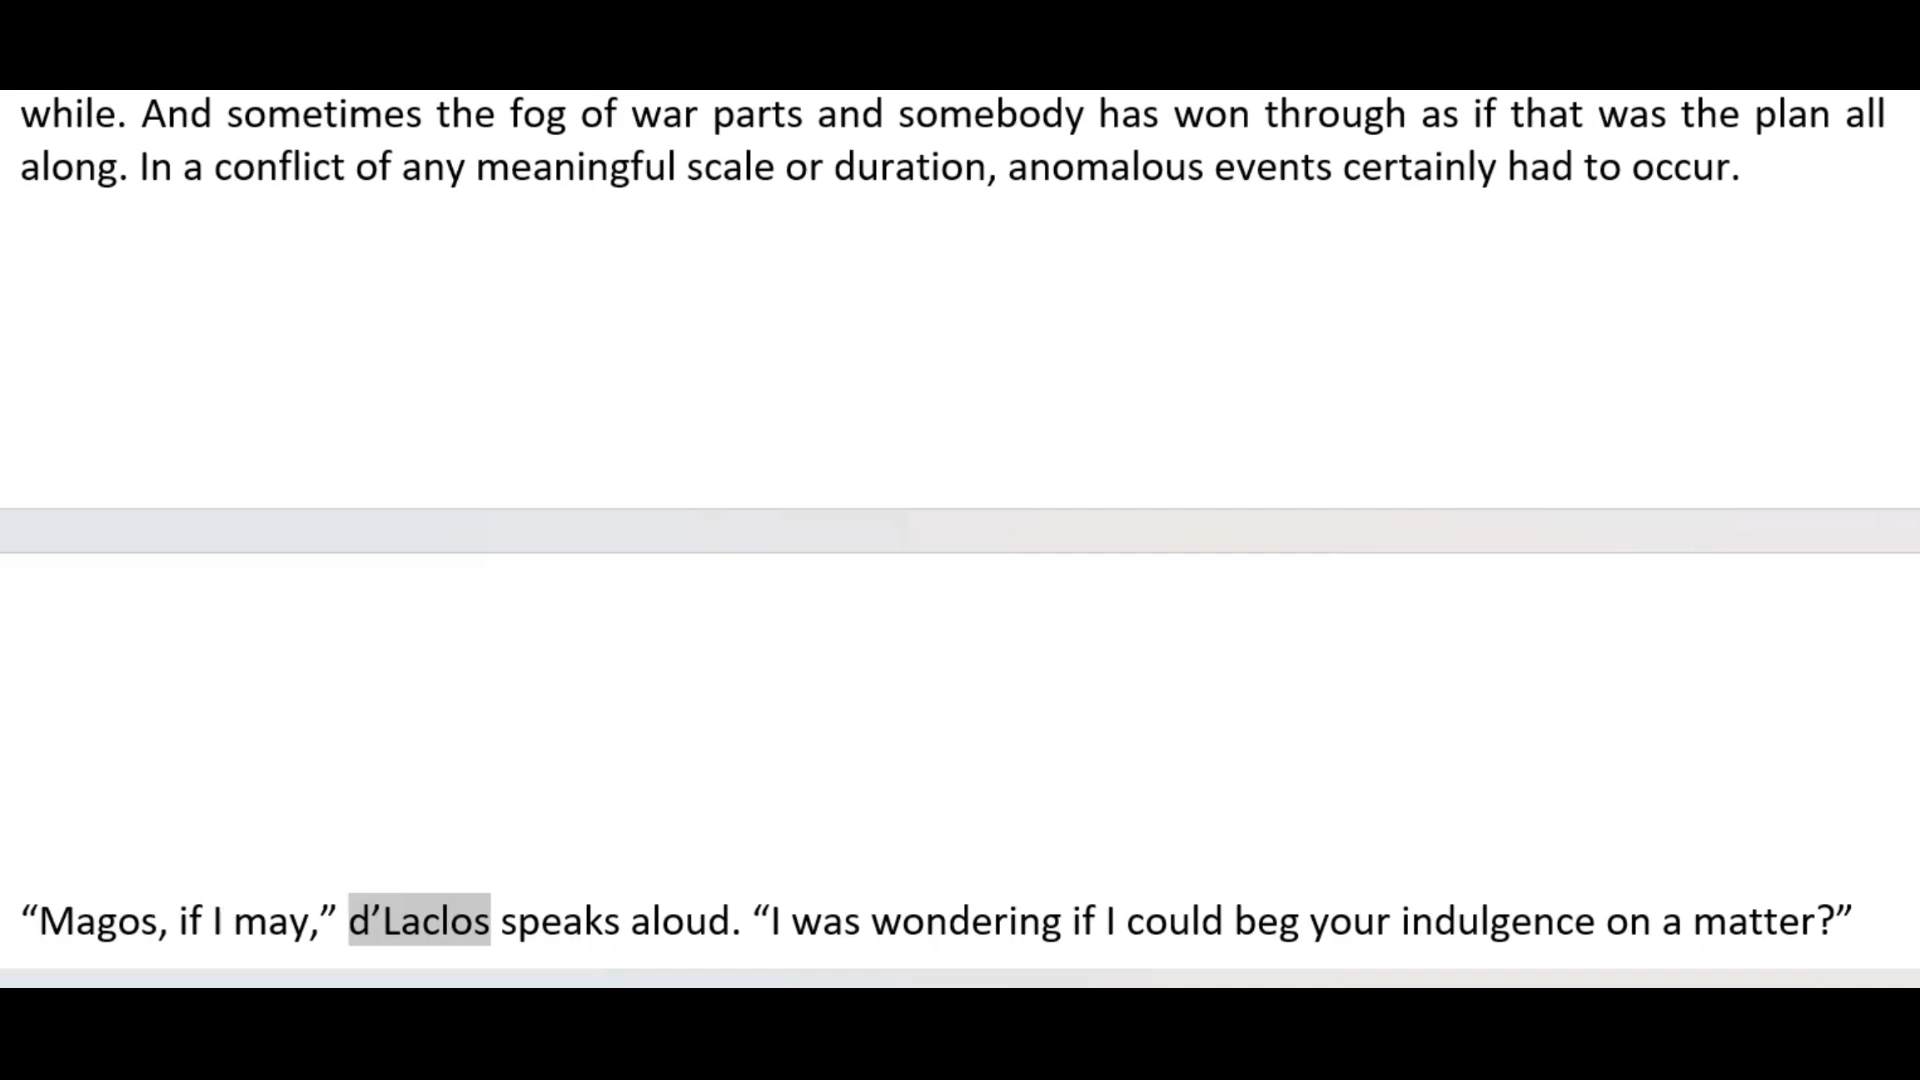 while. And sometimes the fog of war parts and somebody has won through as if that was the plan all
along. In a conflict of any meaningful scale or duration, anomalous events certainly had to occur.
“Magos, if I may,” d’Laclos speaks aloud. “I was wondering if I could beg your indulgence on a matter?”